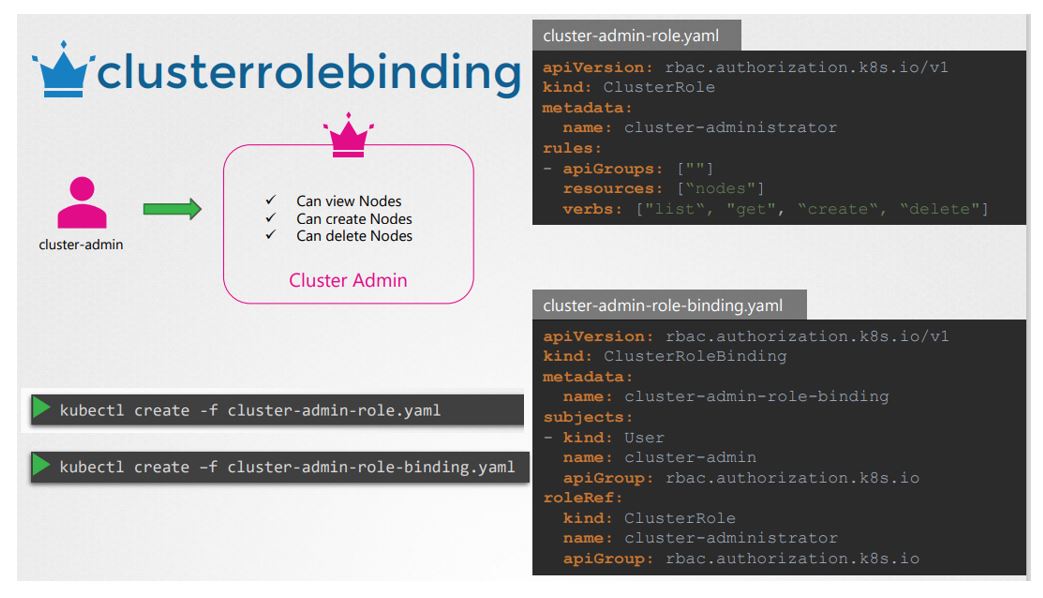 clusterrolebinding
cluster-admin
✓ Can view Nodes
✓ Can create Nodes
✓ Can delete Nodes
Cluster Admin
kubectl create -f cluster-admin-role.yaml
kubectl create –f cluster-admin-role-binding.yaml
cluster-admin-role.yaml
apiVersion: rbac.authorization.k8s.io/v1
kind: ClusterRole
metadata:
  name: cluster-administrator
rules:
- apiGroups: [""]
  resources: [“nodes"]
  verbs: ["list“, "get", “create“, “delete"]
cluster-admin-role-binding.yaml
apiVersion: rbac.authorization.k8s.io/v1
kind: ClusterRoleBinding
metadata:
  name: cluster-admin-role-binding
subjects:
- kind: User
  name: cluster-admin
  apiGroup: rbac.authorization.k8s.io
roleRef:
  kind: ClusterRole
  name: cluster-administrator
  apiGroup: rbac.authorization.k8s.io